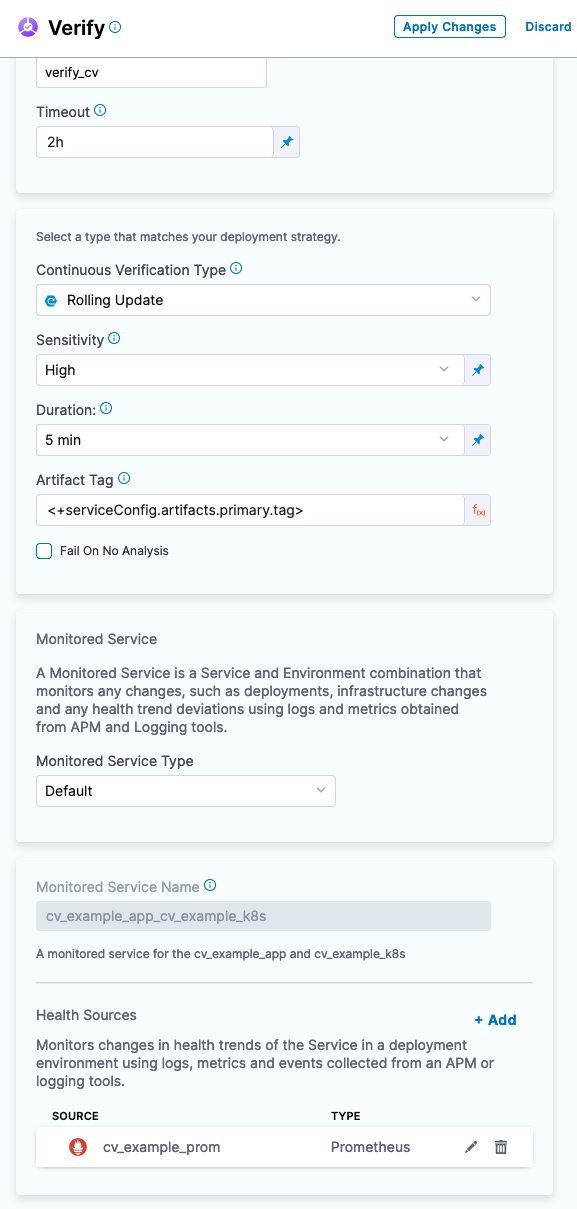 Verify
Apply Changes
Discard
verify_cv
Timeout
2h
Select a type that matches your deployment strategy.
Continuous Verification Type
Rolling Update
Sensitivity
High
Duration:
5 min
Artifact Tag
<+serviceConfig.artifacts.primary.tag>
f(x)
Fail On No Analysis
Monitored Service
A Monitored Service is a Service and Environment combination that
monitors any changes, such as deployments, infrastructure changes
and any health trend deviations using logs and metrics obtained
from APM and Logging tools.
Monitored Service Type
Default
Monitored Service Name
cv_example_app_cv_example_k8s
A monitored service for the cv_example_app and cv_example_k8s
Health Sources
+ Add
Monitors changes in health trends of the Service in a deployment
environment using logs, metrics and events collected from an APM or
logging tools.
SOURCE TYPE
cv_example_prom Prometheus